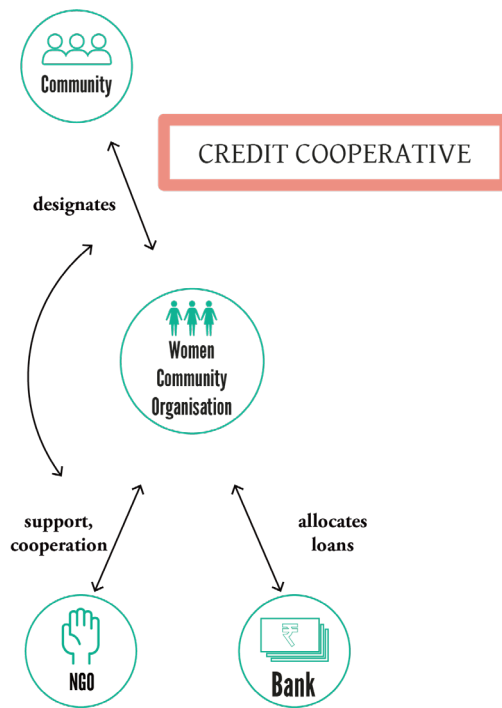 Community
CREDIT COOPERATIVE
designates
Women
Community
Organisation
support,
cooperation
allocates
loans
NGO
₹
Bank